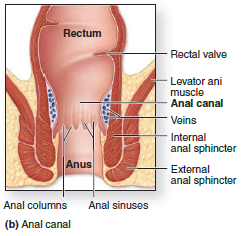 Rectum
Rectal valve
Levator ani
muscle
Anal canal
Veins
Internal
anal sphincter
Anus
External
anal sphincter
Anal columns
Anal sinuses
(b) Anal canal